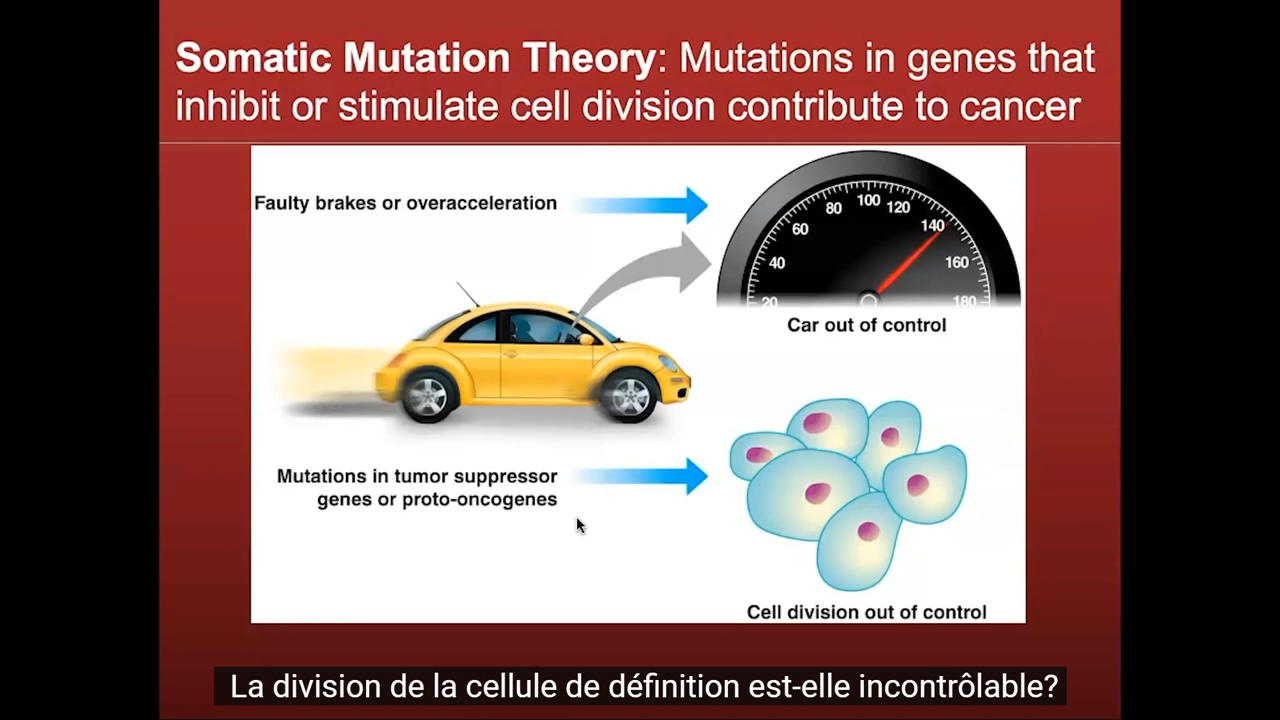 Somatic Mutation Theory: Mutations in genes that
inhibit or stimulate cell division contribute to cancer
Faulty brakes or overacceleration
20
40
60
80
100
120
140
160
180
Car out of control
Mutations in tumor suppressor
genes or proto-oncogenes
Cell division out of control
La division de la cellule de définition est-elle incontrôlable?